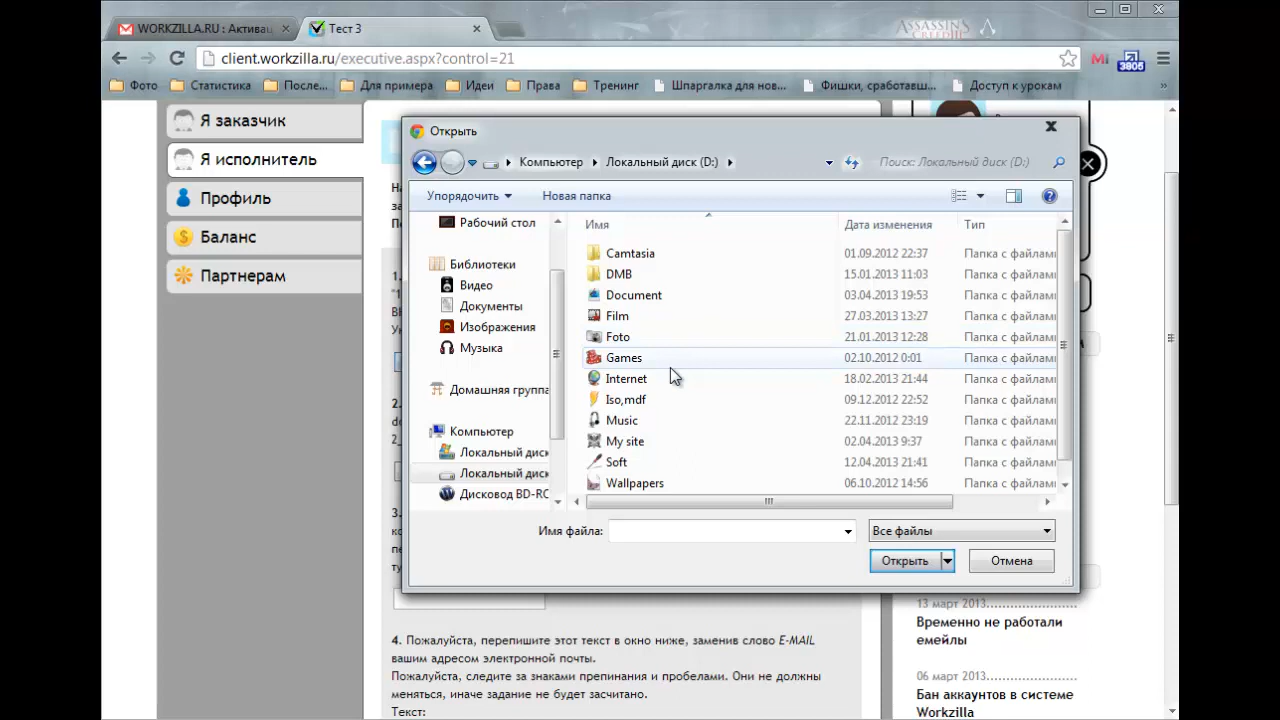 WORKZILLA.RU : Активац
Тест 3
ASSASSINS
client.workzilla.ru/executive.aspx?control=21
3805
Фото
Статистика
После...
Для примера
Идеи
Права
Тренинг
Шпаргалка для нов...
Фишки, сработавш...
Доступ к урокам
»
Я заказчик
Я исполнитель
Профиль
Баланс
Партнерам
Открыть
Компьютер
Локальный диск (D:)
Поиск: Локальный диск (D:)
Упорядочить
Новая папка
Рабочий стол
Библиотеки
Видео
Документы
Изображения
Музыка
Домашняя группа
Компьютер
Локальный диск
Локальный диск
Дисковод BD-RO
Имя
Дата изменения
Тип
Camtasia
01.09.2012 22:37
Папка с файлами
DMB
15.01.2013 11:03
Папка с файлами
Document
03.04.2013 19:53
Папка с файлами
Film
27.03.2013 13:27
Папка с файлами
Foto
21.01.2013 12:28
Папка с файлами
Games
02.10.2012 0:01
Папка с файлами
Internet
18.02.2013 21:44
Папка с файлами
Iso,mdf
09.12.2012 22:52
Папка с файлами
Music
22.11.2012 23:19
Папка с файлами
My site
02.04.2013 9:37
Папка с файлами
Soft
12.04.2013 21:41
Папка с файлами
Wallpapers
06.10.2012 14:56
Папка с файлами
Имя файла:
Все файлы
Открыть
Отмена
1.
2.
3.
4. Пожалуйста, перепишите этот текст в окно ниже, заменив слово E-MAIL
вашим адресом электронной почты.
Пожалуйста, следите за знаками препинания и пробелами. Они не должны
меняться, иначе задание не будет засчитано.
Текст:
13 март 2013
Временно не работали
емейлы
06 март 2013
Бан аккаунтов в системе
Workzilla